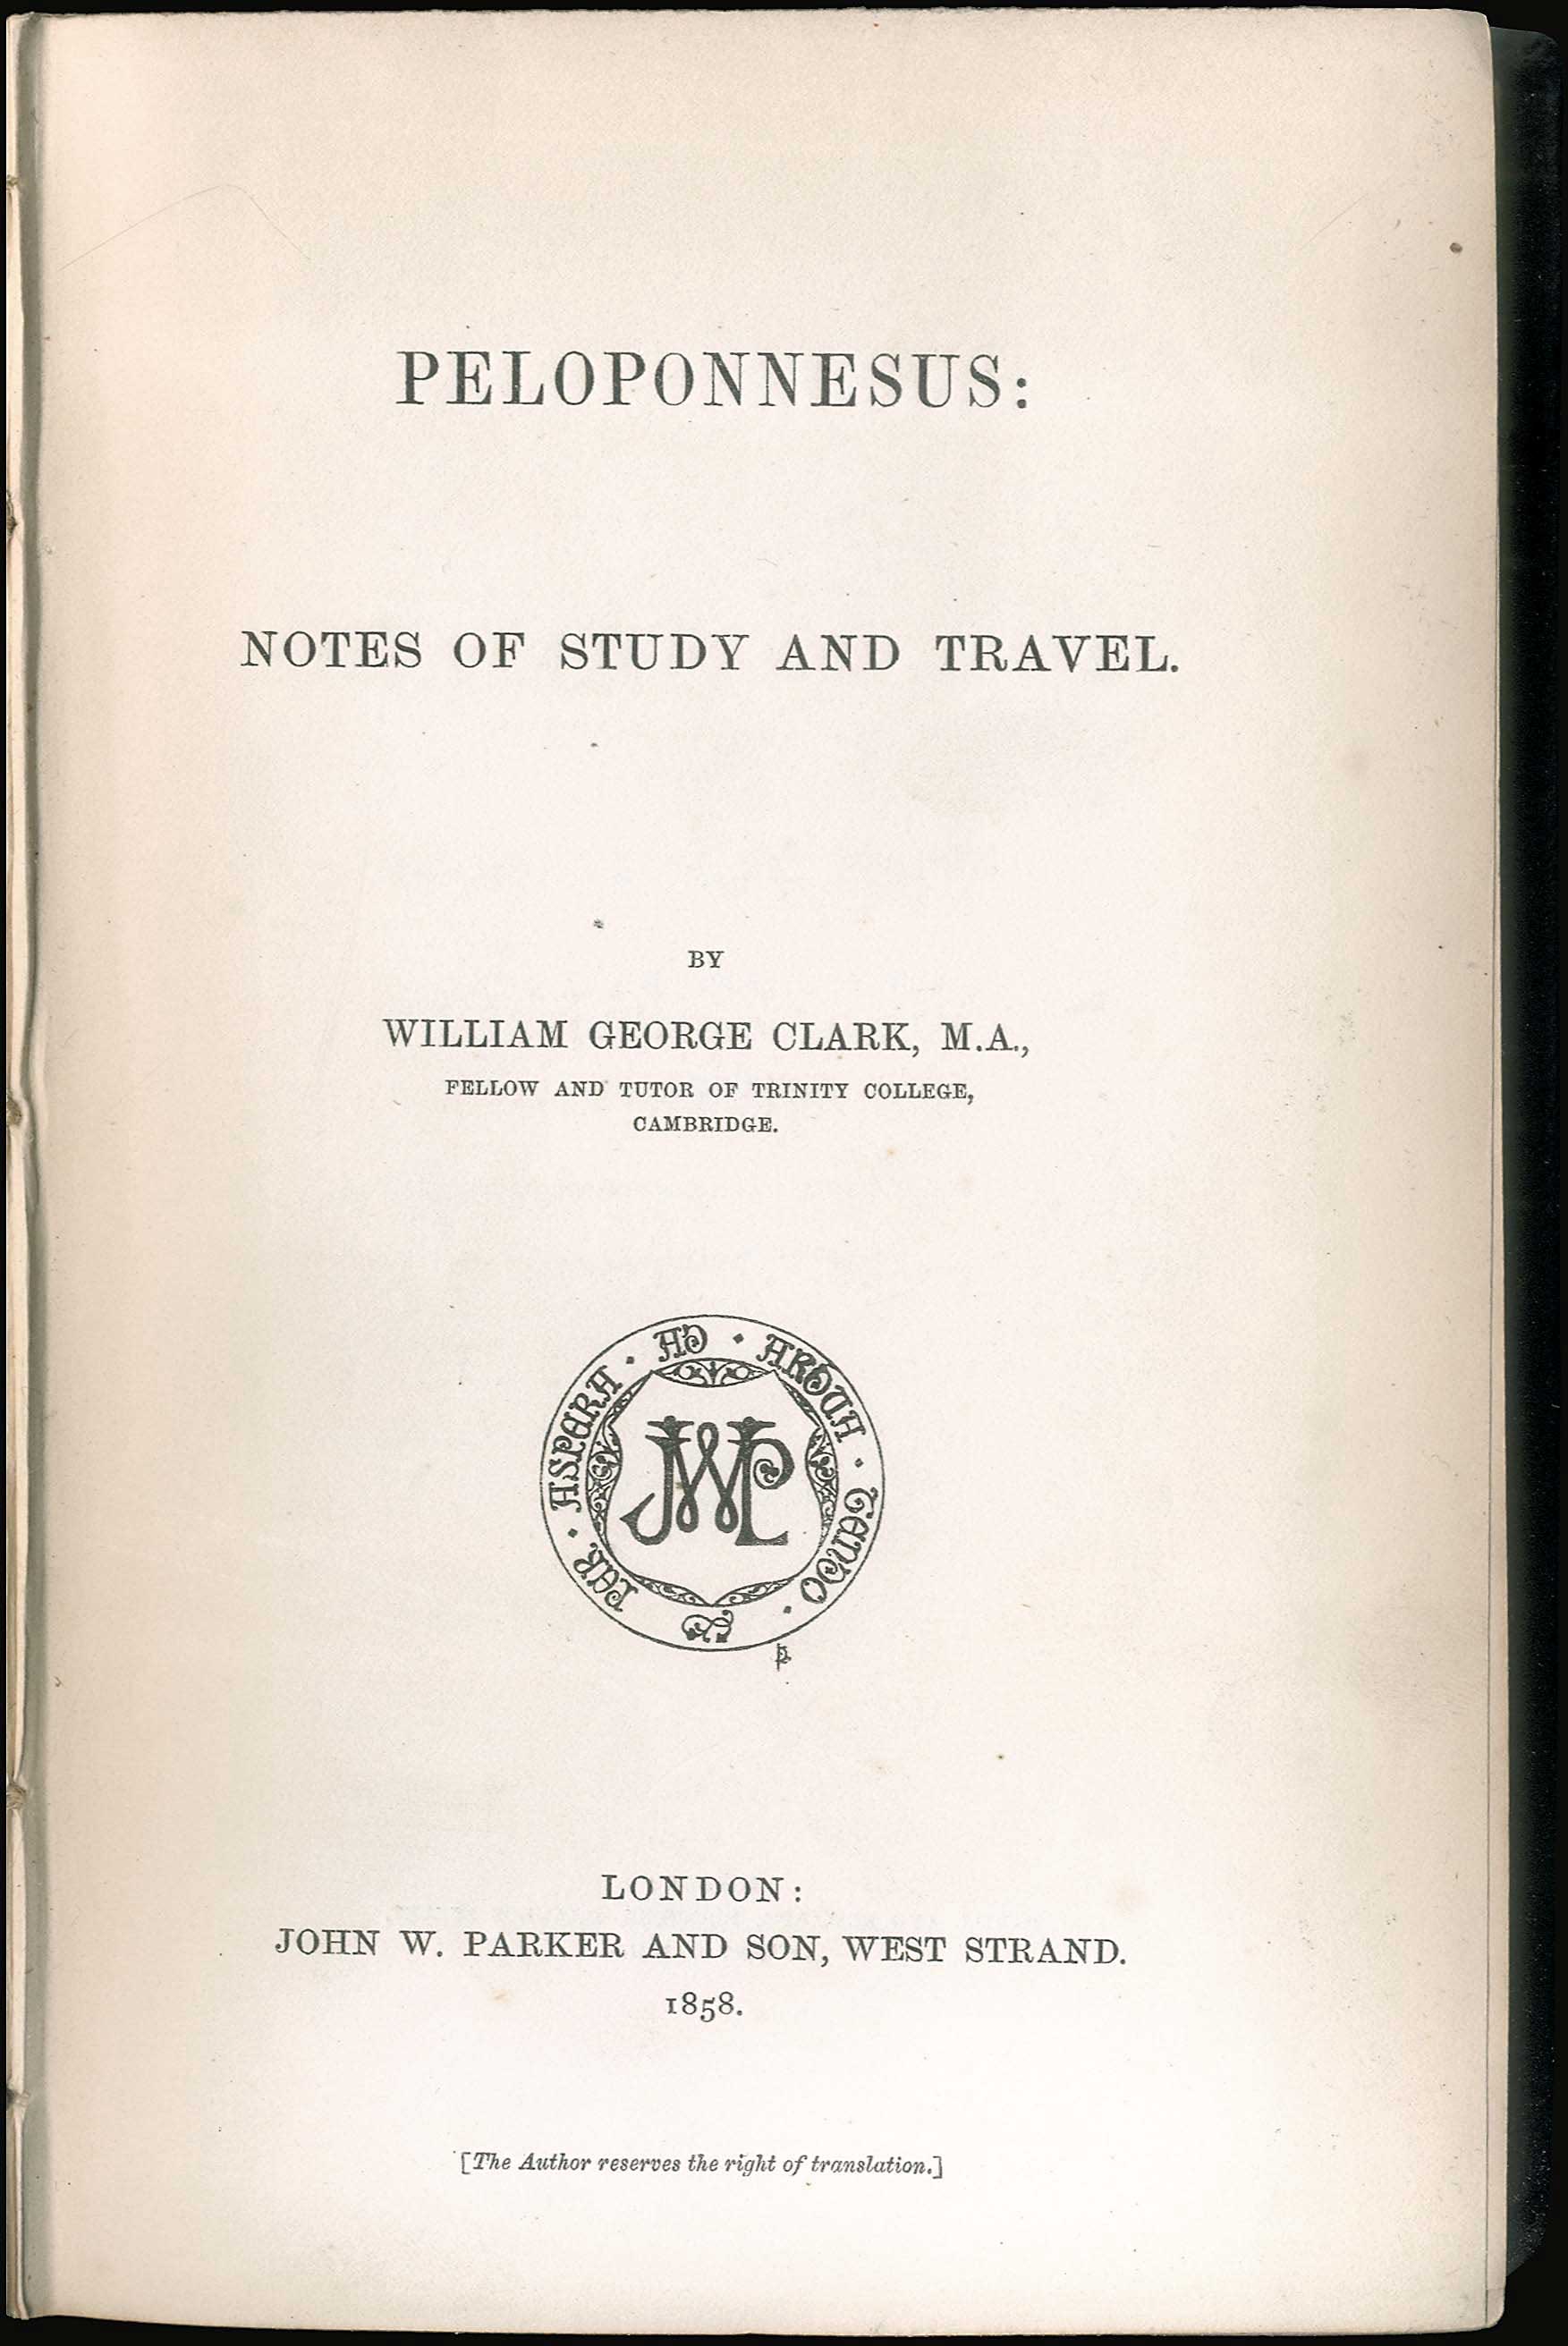 PELOPONNESUS:
NOTES OF STUDY AND TRAVEL.
BY
WILLIAM GEORGE CLARK, M.A.,
FELLOW AND TUTOR OF TRINITY COLLEGE,
CAMBRIDGE.
PER · ASPERA · AD · ARDUA · TENDO ·
JWP
LONDON:
JOHN W. PARKER AND SON, WEST STRAND.
1858.
[The Author reserves the right of translation.]